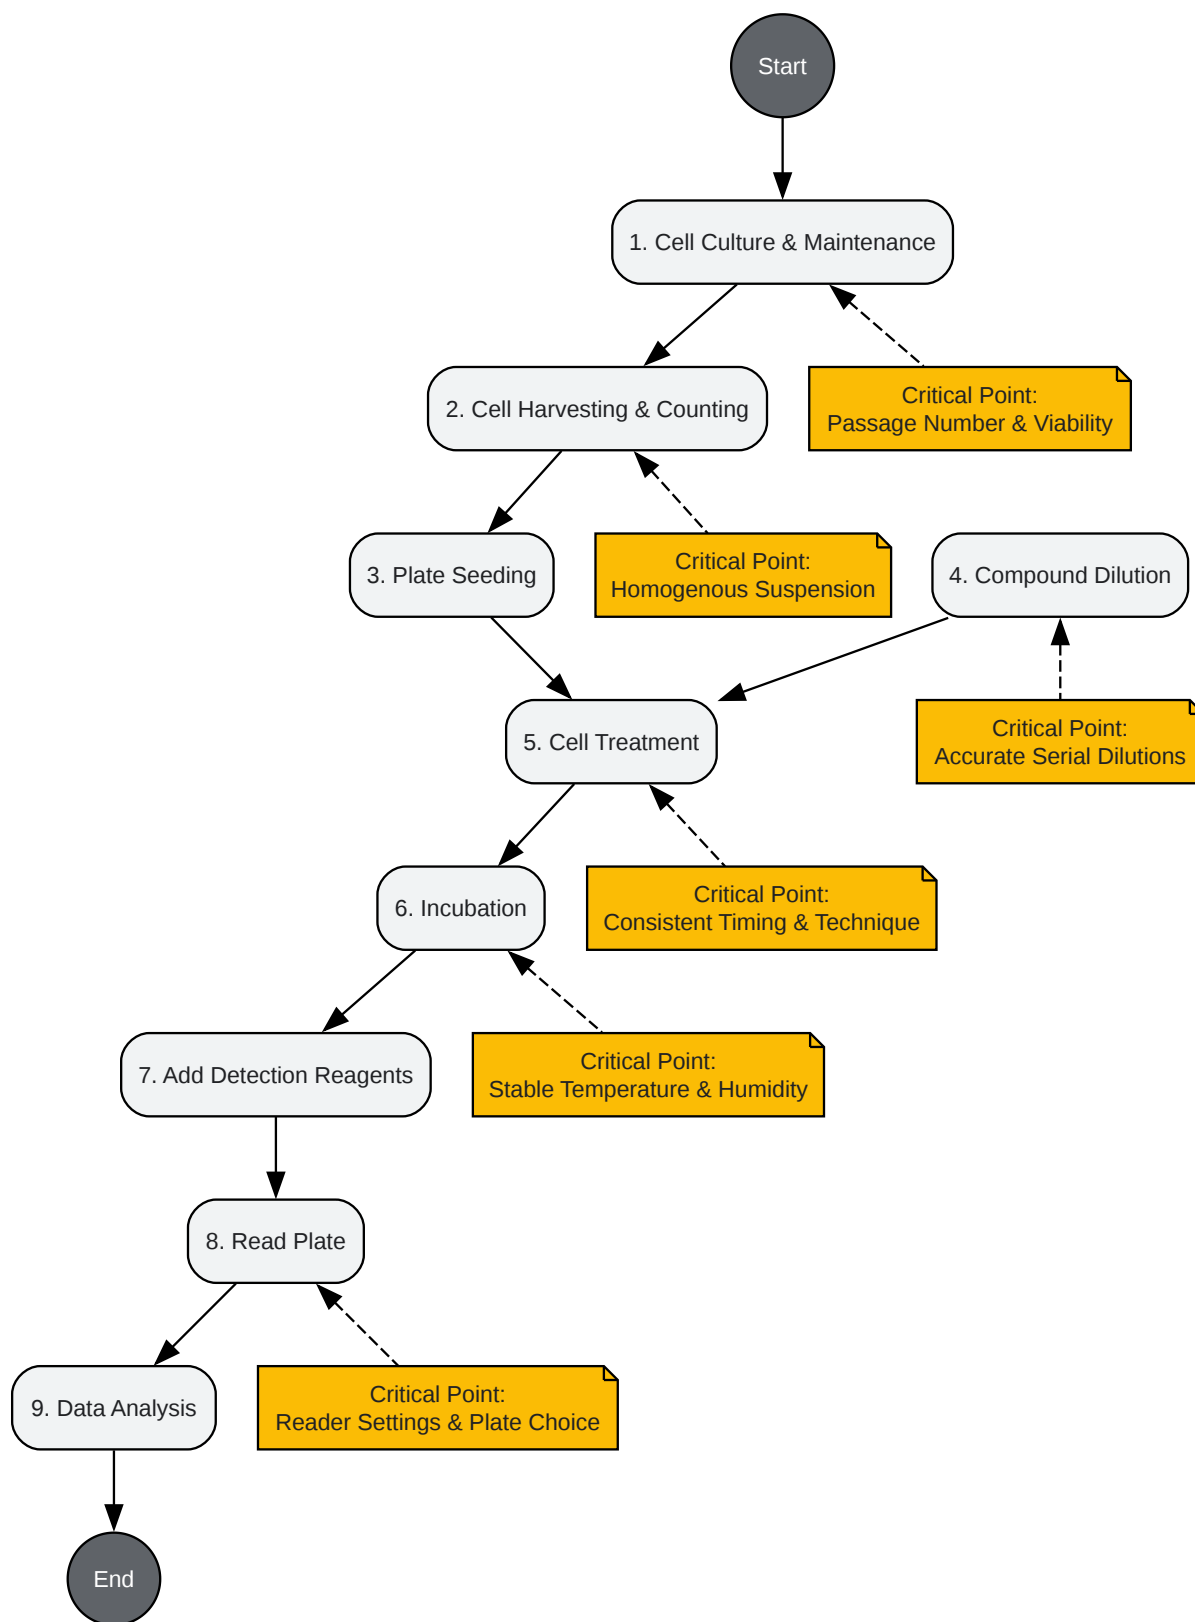 Start
1. Cell Culture & Maintenance
Critical Point:
Passage Number & Viability
2. Cell Harvesting & Counting
Critical Point:
Homogenous Suspension
3. Plate Seeding
4. Compound Dilution
Critical Point:
Accurate Serial Dilutions
5. Cell Treatment
Critical Point:
Consistent Timing & Technique
6. Incubation
Critical Point:
Stable Temperature & Humidity
7. Add Detection Reagents
8. Read Plate
Critical Point:
Reader Settings & Plate Choice
9. Data Analysis
End